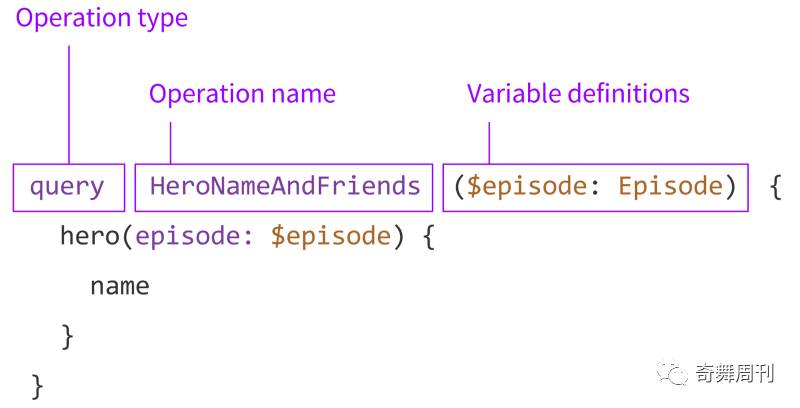 Operation type
Operation name Variable definitions
query HeroNameAndFriends ($episode: Episode) {
hero(episode: $episode) {
name
}
}
奇舞周刊